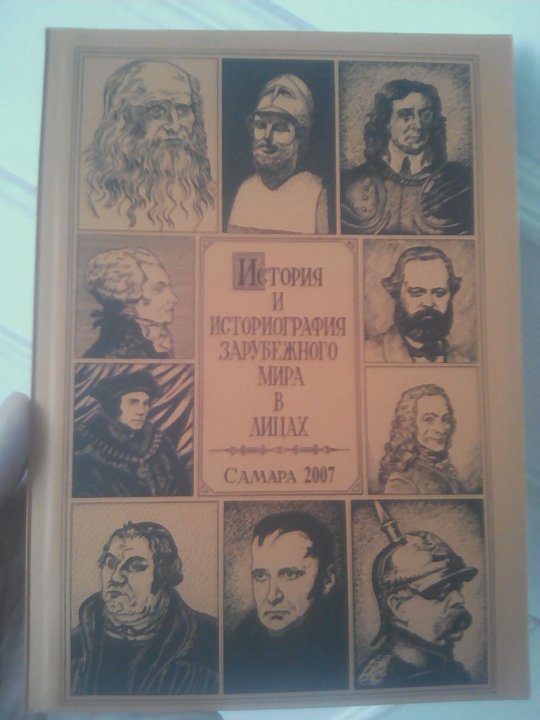 История
и
историография
зарубежного
мира
в
лицах
Самара 2007